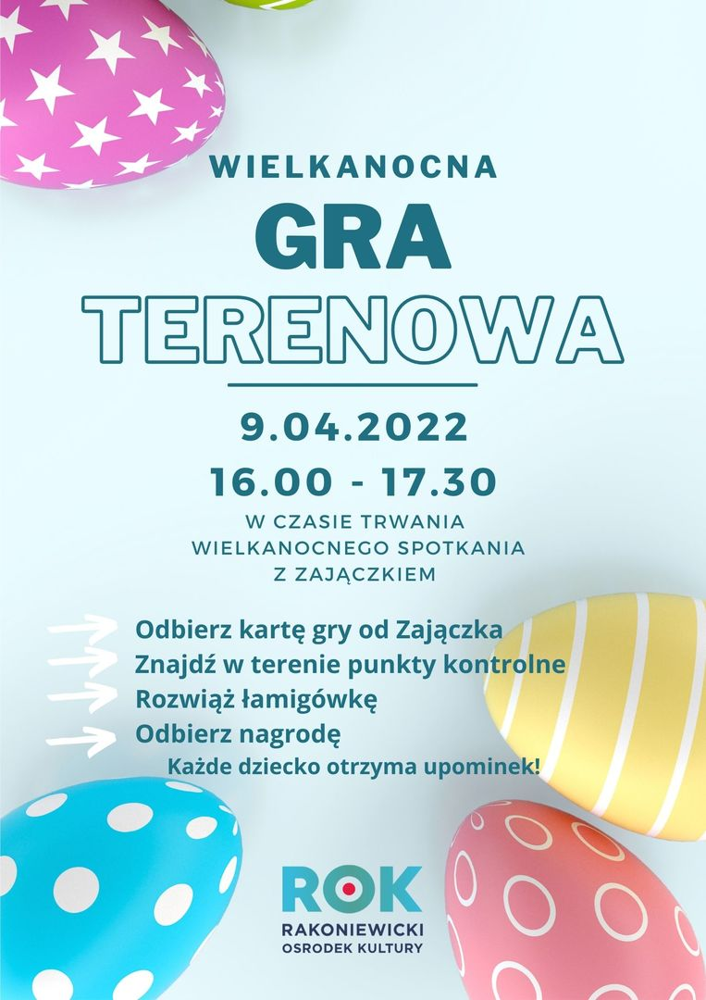 WIELKANOCNA
GRA
TERENOWA
9.04.2022
16.00 - 17.30
W CZASIE TRWANIA
WIELKANOCNEGO SPOTKANIA
Z ZAJĄCZKIEM
Odbierz kartę gry od Zajączka
Znajdź w terenie punkty kontrolne
Rozwiąż łamigówkę
Odbierz nagrodę
Każde dziecko otrzyma upominek!
ROK
RAKONIEWICKI
OSRODEK KULTURY